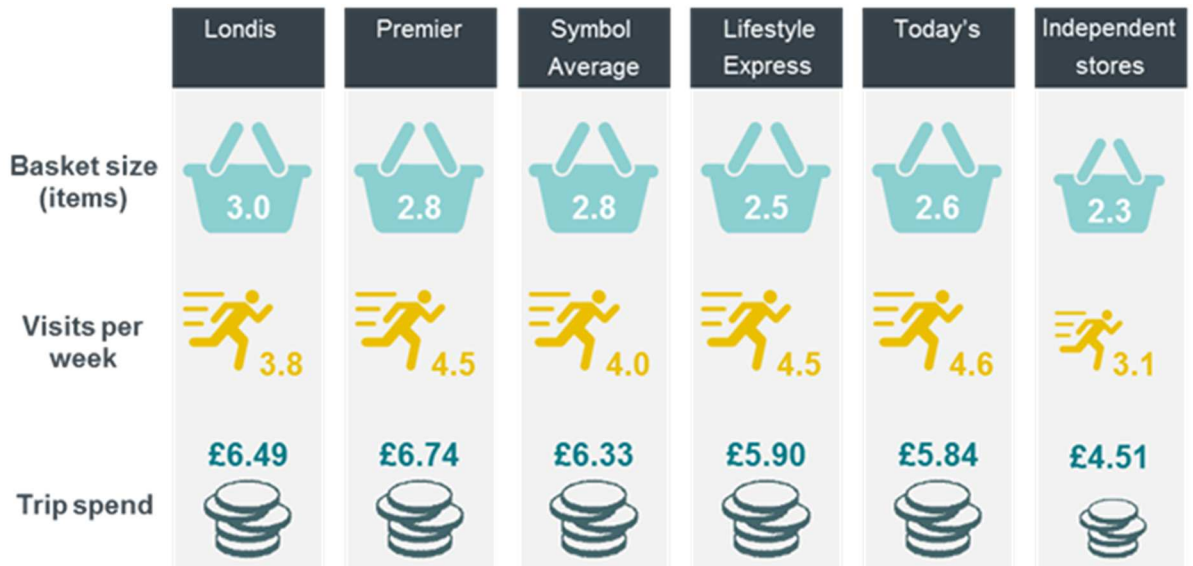 Londis
Premier
Symbol
Average
Lifestyle
Express
Today's
Independent
stores
Basket size
(items)
3.0
2.8
2.8
2.5
2.6
2.3
Visits per
week
3.8
4.5
4.0
4.5
4.6
3.1
Trip spend
£6.49
£6.74
£6.33
£5.90
£5.84
£4.51